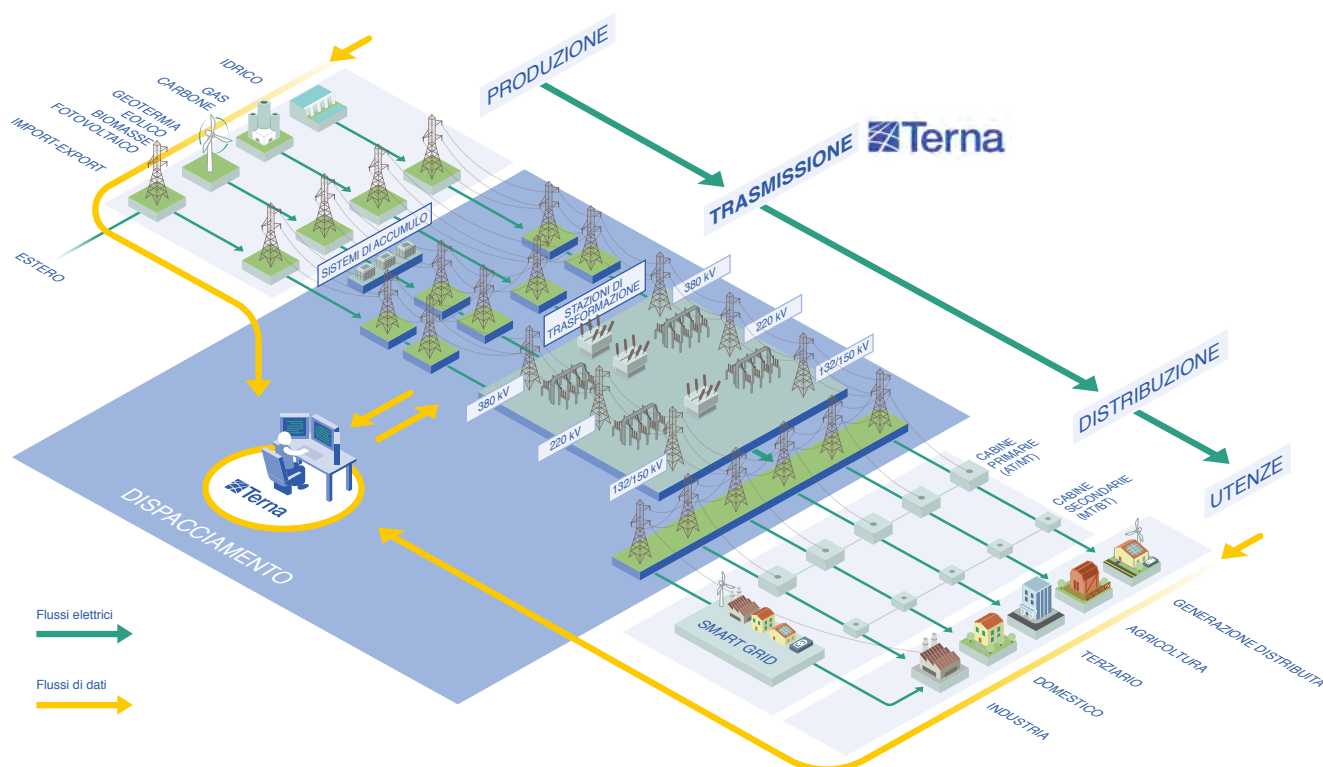 PRODUZIONE
TRASMISSIONE
Terna
DISTRIBUZIONE
UTENZE
IDRICO
GAS
CARBONE
EOLICO
GEOTERMIA
BIOMASSE
FOTOVOLTAICO
IMPORT-EXPORT
ESTERO
SISTEMI DI ACCUMULO
STAZIONI DI
TRASFORMAZIONE
380 kV
220 kV
132/150 kV
380 kV
220 kV
132/150 kV
Terna
DISPACCIAMENTO
CABINE
PRIMARIE
(AT/MT)
CABINE
SECONDARIE
(MT/BT)
SMART GRID
GENERAZIONE DISTRIBUITA
AGRICOLTURA
TERZIARIO
DOMESTICO
INDUSTRIA
Flussi elettrici
Flussi di dati